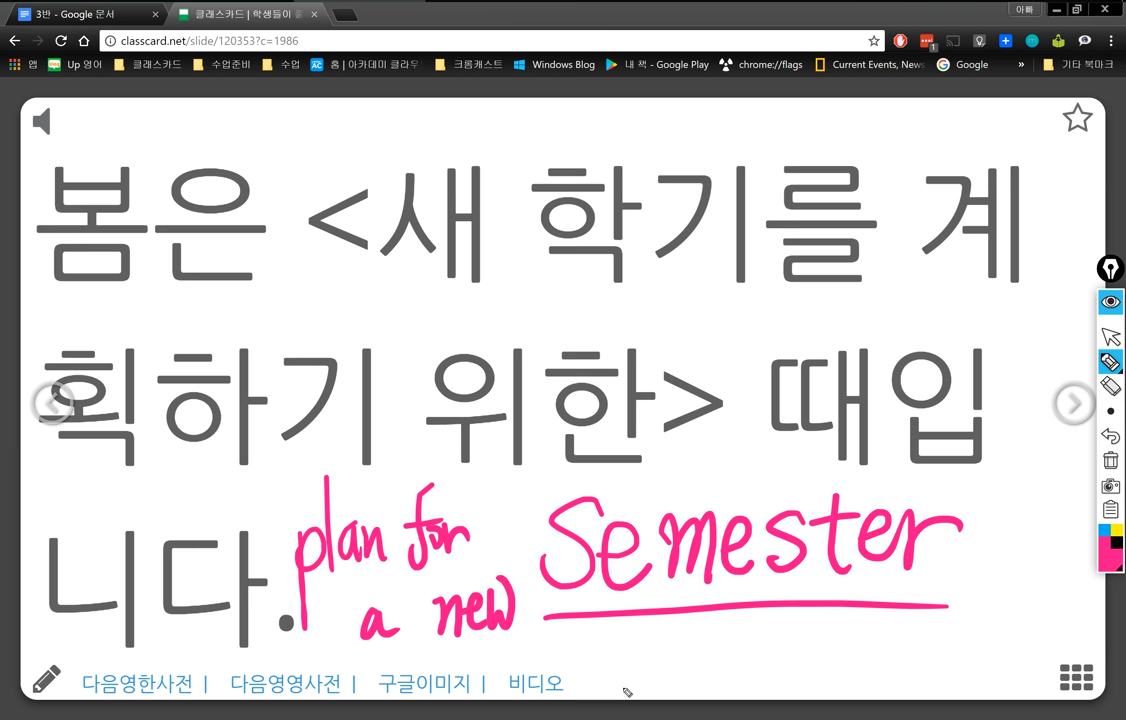 3반 - Google 문서
클래스카드 | 학생들이 좋
아빠
classcard.net/slide/120353?c=1986
앱 Up 영어 클래스카드 수업준비 수업 홈 | 아카데미 클라우 크롬캐스트 Windows Blog 내 책 - Google Play chrome://flags Current Events, News Google » 기타 북마크
봄은 <새 학기를 계
획하기 위한> 때입
니다.
plan for
a new
Semester
다음영한사전 | 다음영영사전 | 구글이미지 | 비디오